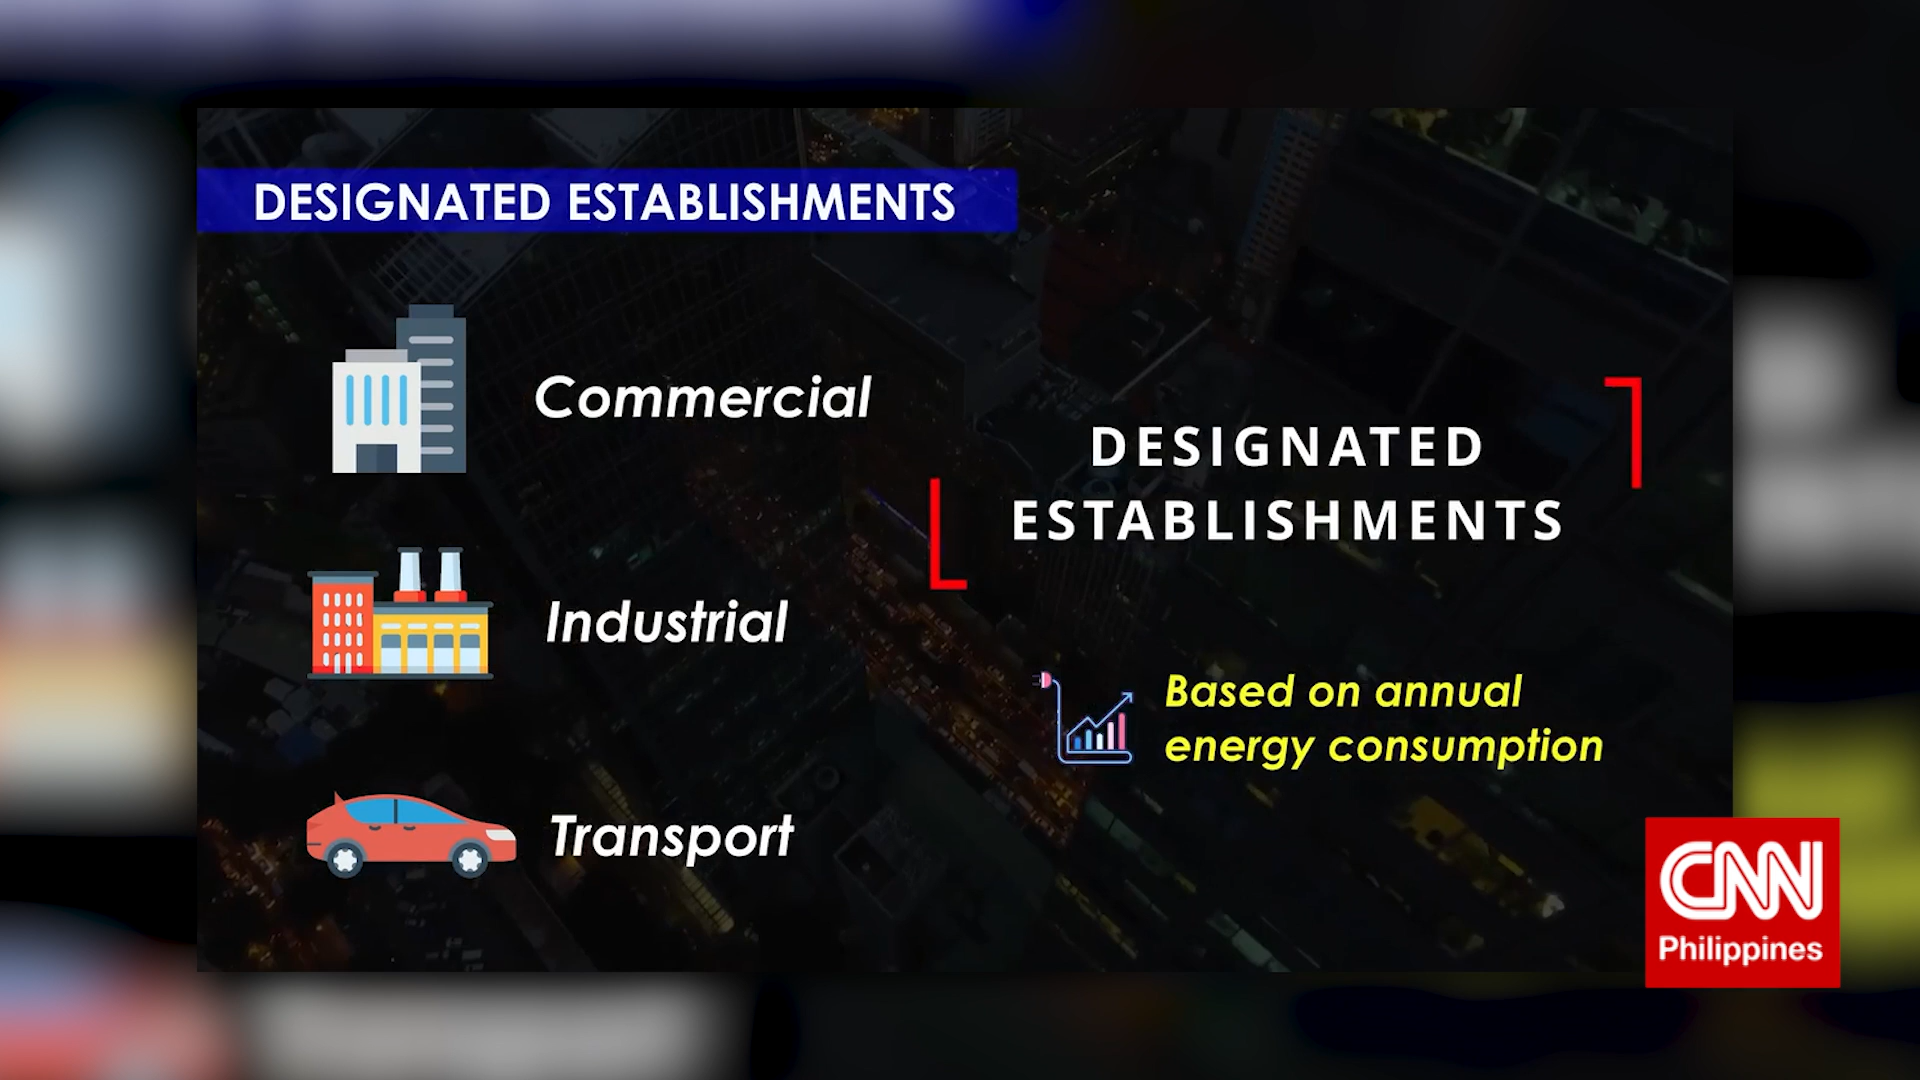 DESIGNATED ESTABLISHMENTS
Commercial
Industrial
Transport
DESIGNATED
ESTABLISHMENTS
Based on annual
energy consumption
CNN
Philippines